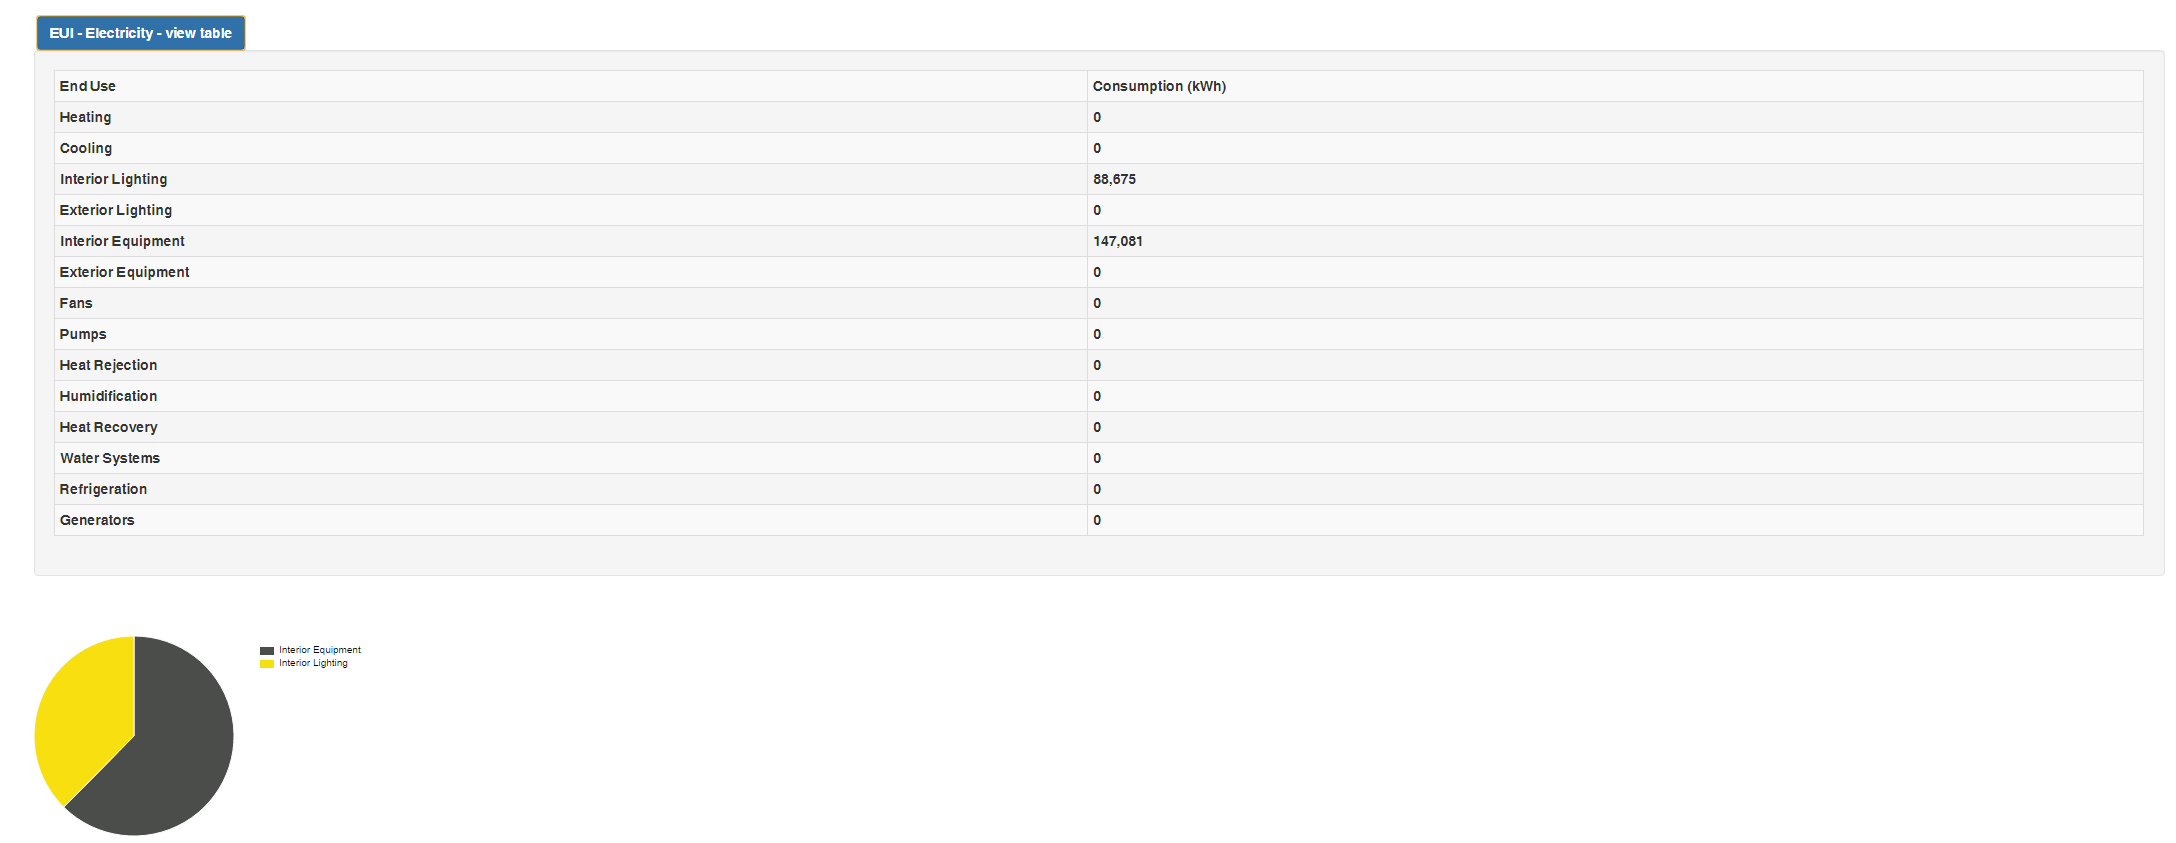 EUI - Electricity - view table
End Use Consumption (kWh)
Heating 0
Cooling 0
Interior Lighting 88,675
Exterior Lighting 0
Interior Equipment 147,081
Exterior Equipment 0
Fans 0
Pumps 0
Heat Rejection 0
Humidification 0
Heat Recovery 0
Water Systems 0
Refrigeration 0
Generators 0
Interior Equipment
Interior Lighting